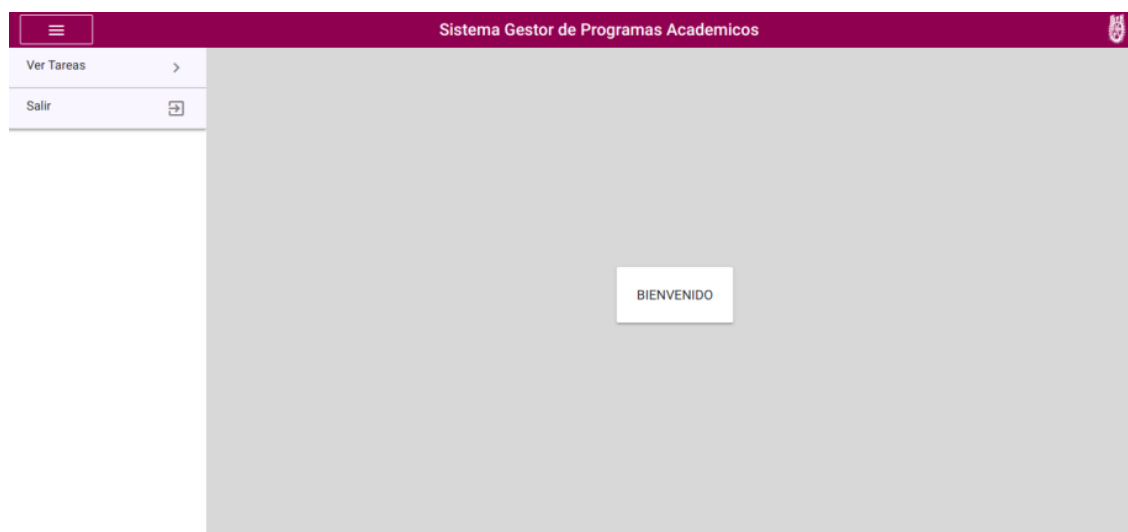 Sistema Gestor de Programas Academicos
Ver Tareas
Salir
BIENVENIDO